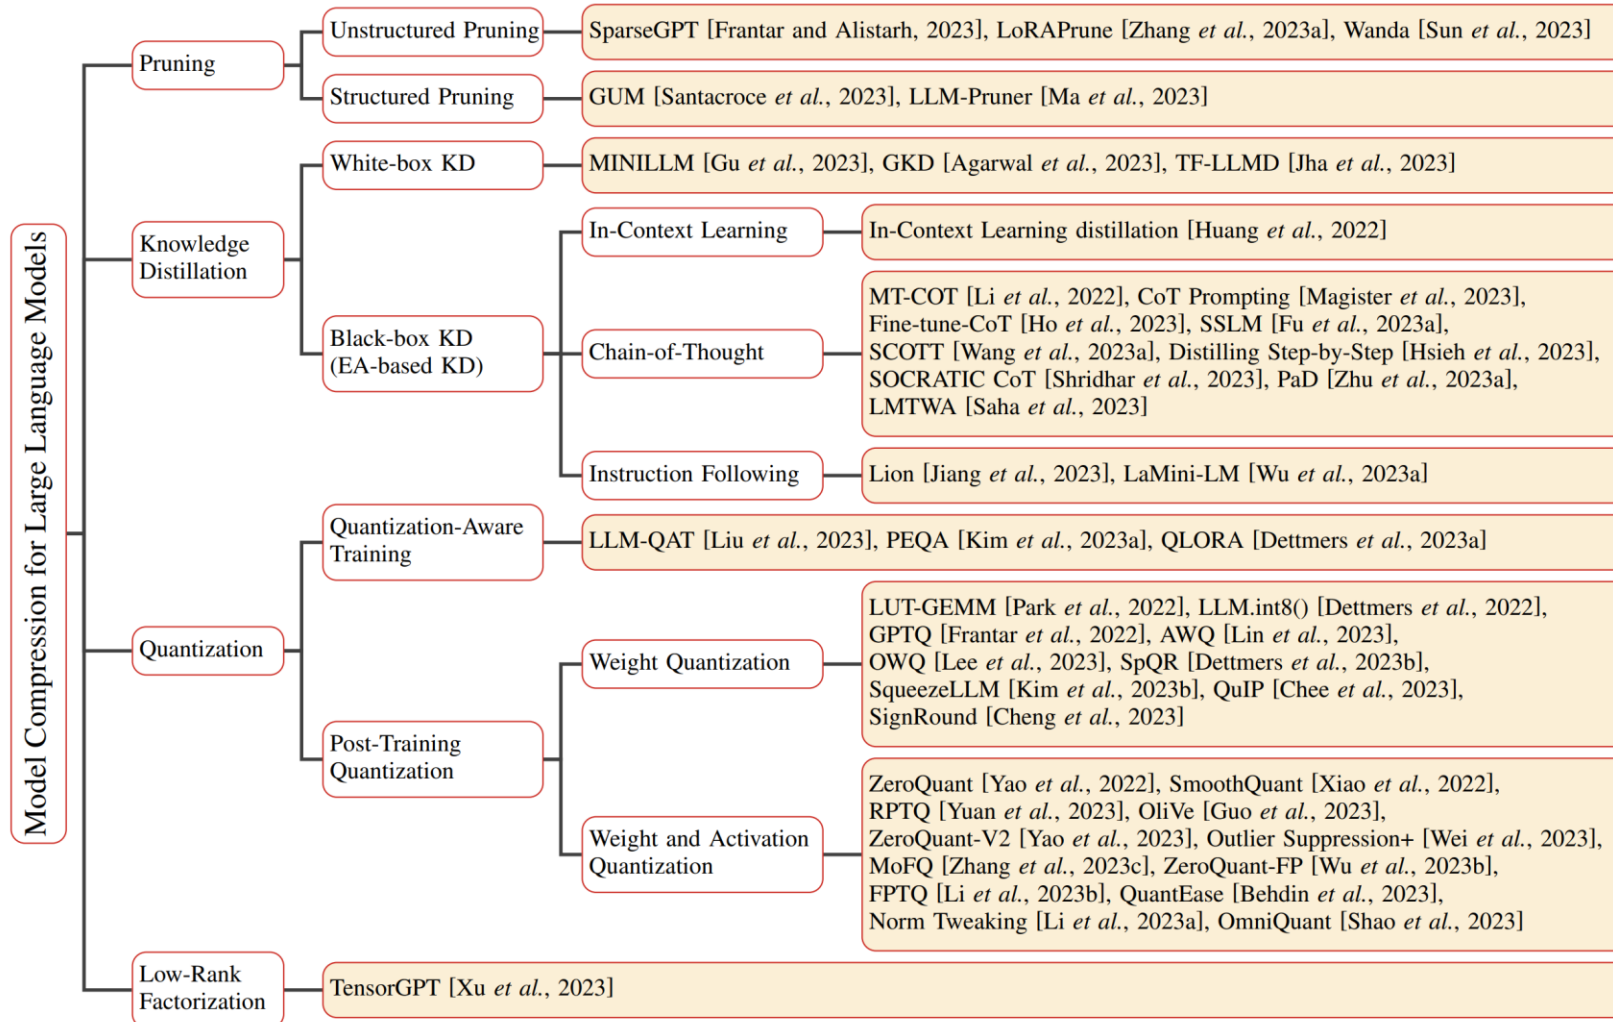 Model Compression for Large Language Models
Pruning
Unstructured Pruning
SparseGPT [Frantar and Alistarh, 2023], LoRAPrune [Zhang et al., 2023a], Wanda [Sun et al., 2023]
Structured Pruning
GUM [Santacroce et al., 2023], LLM-Pruner [Ma et al., 2023]
Knowledge
Distillation
White-box KD
MINILLM [Gu et al., 2023], GKD [Agarwal et al., 2023], TF-LLMD [Jha et al., 2023]
Black-box KD
(EA-based KD)
In-Context Learning
In-Context Learning distillation [Huang et al., 2022]
Chain-of-Thought
MT-COT [Li et al., 2022], CoT Prompting [Magister et al., 2023],
Fine-tune-CoT [Ho et al., 2023], SSLM [Fu et al., 2023a],
SCOTT [Wang et al., 2023a], Distilling Step-by-Step [Hsieh et al., 2023],
SOCRATIC CoT [Shridhar et al., 2023], PaD [Zhu et al., 2023a],
LMTWA [Saha et al., 2023]
Instruction Following
Lion [Jiang et al., 2023], LaMini-LM [Wu et al., 2023a]
Quantization
Quantization-Aware
Training
LLM-QAT [Liu et al., 2023], PEQA [Kim et al., 2023a], QLORA [Dettmers et al., 2023a]
Post-Training
Quantization
Weight Quantization
LUT-GEMM [Park et al., 2022], LLM.int8() [Dettmers et al., 2022],
GPTQ [Frantar et al., 2022], AWQ [Lin et al., 2023],
OWQ [Lee et al., 2023], SpQR [Dettmers et al., 2023b],
SqueezeLLM [Kim et al., 2023b], QuIP [Chee et al., 2023],
SignRound [Cheng et al., 2023]
Weight and Activation
Quantization
ZeroQuant [Yao et al., 2022], SmoothQuant [Xiao et al., 2022],
RPTQ [Yuan et al., 2023], OliVe [Guo et al., 2023],
ZeroQuant-V2 [Yao et al., 2023], Outlier Suppression+ [Wei et al., 2023],
MoFQ [Zhang et al., 2023c], ZeroQuant-FP [Wu et al., 2023b],
FPTQ [Li et al., 2023b], QuantEase [Behdin et al., 2023],
Norm Tweaking [Li et al., 2023a], OmniQuant [Shao et al., 2023]
Low-Rank
Factorization
TensorGPT [Xu et al., 2023]